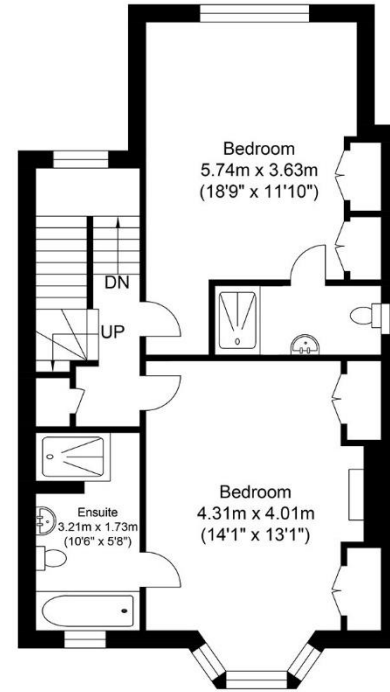 Bedroom
5.74m x 3.63m
(18'9" x 11'10")
DN
UP
Bedroom
4.31m x 4.01m
(14'1" x 13'1")
Ensuite
3.21m x 1.73m
(10'6" x 5'8")